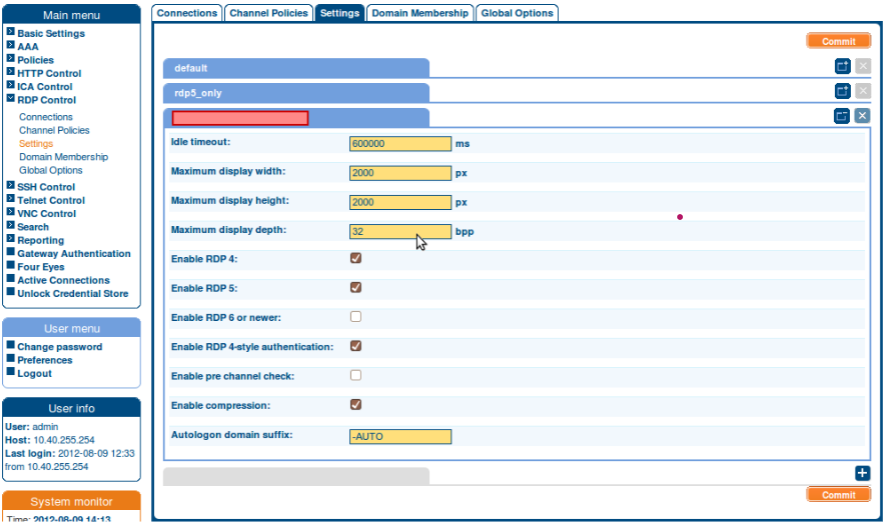 Main menu
Basic Settings
AAA
Policies
HTTP Control
ICA Control
RDP Control
Connections
Channel Policies
Settings
Domain Membership
Global Options
SSH Control
Telnet Control
VNC Control
Search
Reporting
Gateway Authentication
Four Eyes
Active Connections
Unlock Credential Store
User menu
Change password
Preferences
Logout
User info
User: admin
Host: 10.40.255.254
Last login: 2012-08-09 12:33
from 10.40.255.254
System monitor
Time: 2012-08-09 14:13
Connections Channel Policies Settings Domain Membership Global Options
Commit
default
rdp5_only
Idle timeout: 600000 ms
Maximum display width: 2000 px
Maximum display height: 2000 px
Maximum display depth: 32 bpp
Enable RDP 4:
Enable RDP 5:
Enable RDP 6 or newer:
Enable RDP 4-style authentication:
Enable pre channel check:
Enable compression:
Autologon domain suffix: -AUTO
Commit